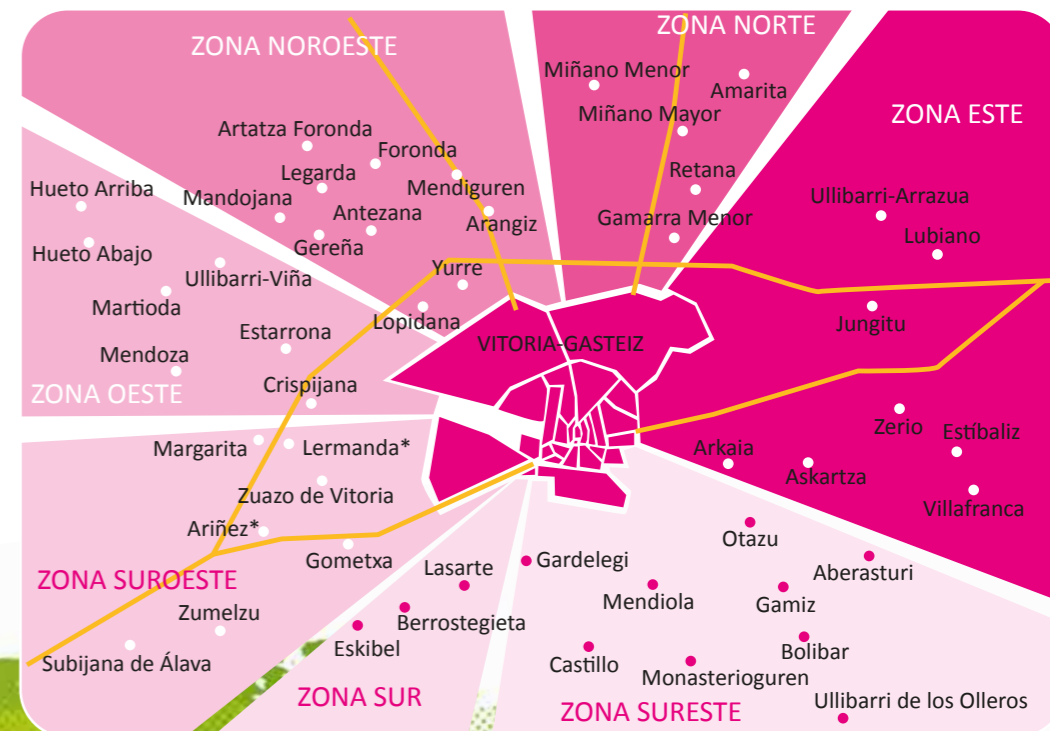 ZONA NOROESTE
Artatza Foronda
Foronda
Legarda
Mendiguren
Mandojana
Antezana
Arangiz
Gereña
Yurre
Lopidana
ZONA NORTE
Miñano Menor
Amarita
Miñano Mayor
Retana
Gamarra Menor
ZONA ESTE
Ullibarri-Arrazua
Lubiano
Jungitu
Zerio
Estíbaliz
Arkaia
Askartza
Villafranca
Hueto Arriba
Hueto Abajo
Ullibarri-Viña
Martioda
Estarrona
Mendoza
Crispijana
ZONA OESTE
VITORIA-GASTEIZ
Margarita
Lermanda*
Zuazo de Vitoria
Ariñez*
Gometxa
ZONA SUROESTE
Zumelzu
Subijana de Álava
Lasarte
Berrostegieta
Eskibel
ZONA SUR
Gardelegi
Otazu
Aberasturi
Mendiola
Gamiz
Bolibar
Castillo
Monasterioguren
Ullibarri de los Olleros
ZONA SURESTE